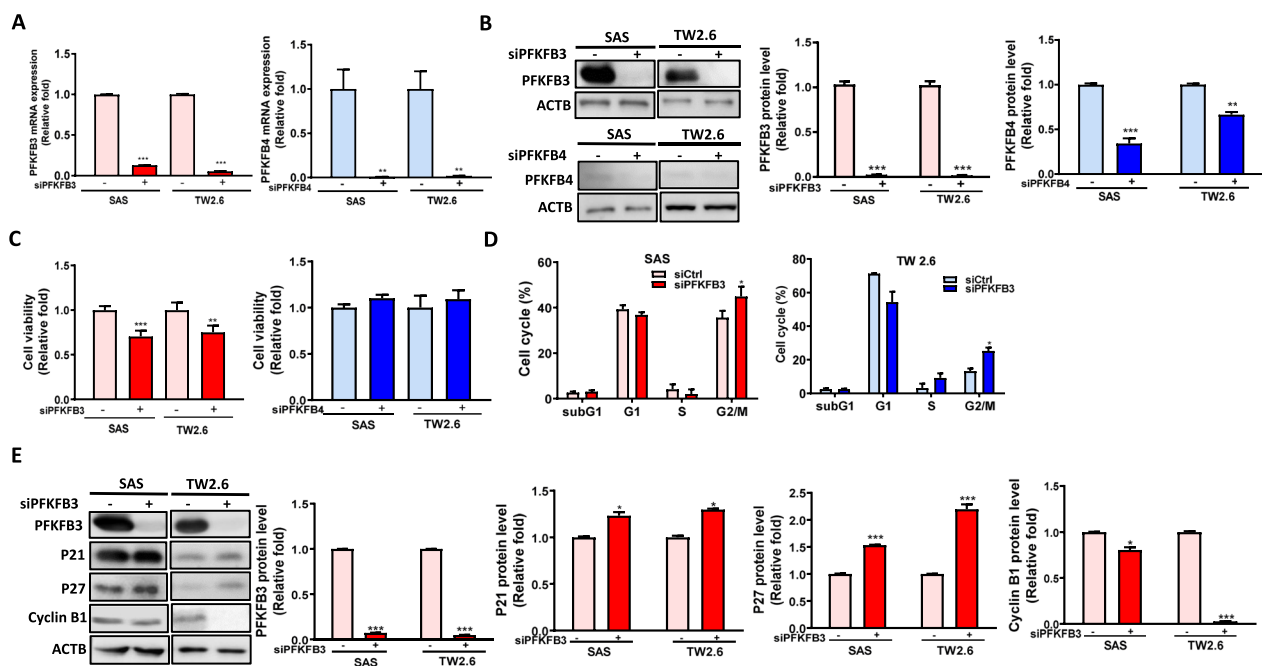 A
PFKFB3 mRNA expression
(Relative fold)
1.5
1.0
0.5
0.0
*** ***
siPFKFB3 - + - +
SAS TW2.6
PFKFB4 mRNA expression
(Relative fold)
1.5
1.0
0.5
0.0
** **
siPFKFB4 - + - +
SAS TW2.6
B
SAS TW2.6
siPFKFB3 - + - +
PFKFB3
ACTB
SAS TW2.6
siPFKFB4 - + - +
PFKFB4
ACTB
PFKFB3 protein level
(Relative fold)
1.5
1.0
0.5
0.0
*** ***
siPFKFB3 - + - +
SAS TW2.6
PFKFB4 protein level
(Relative fold)
1.5
1.0
0.5
0.0
*** **
siPFKFB4 - + - +
SAS TW2.6
C
Cell viability
(Relative fold)
1.5
1.0
0.5
0.0
*** **
siPFKFB3 - + - +
SAS TW2.6
Cell viability
(Relative fold)
1.5
1.0
0.5
0.0
siPFKFB4 - + - +
SAS TW2.6
D
SAS
siCtrl
siPFKFB3
Cell cycle (%)
60
40
20
0
*
subG1 G1 S G2/M
TW 2.6
siCtrl
siPFKFB3
Cell cycle (%)
80
60
40
20
0
*
subG1 G1 S G2/M
E
SAS TW2.6
siPFKFB3 - + - +
PFKFB3
P21
P27
Cyclin B1
ACTB
PFKFB3 protein level
(Relative fold)
1.5
1.0
0.5
0.0
*** ***
siPFKFB3 - + - +
SAS TW2.6
P21 protein level
(Relative fold)
1.5
1.0
0.5
0.0
* *
siPFKFB3 - + - +
SAS TW2.6
P27 protein level
(Relative fold)
2.5
2.0
1.5
1.0
0.5
0.0
*** ***
siPFKFB3 - + - +
SAS TW2.6
Cyclin B1 protein level
(Relative fold)
1.5
1.0
0.5
0.0
* ***
siPFKFB3 - + - +
SAS TW2.6